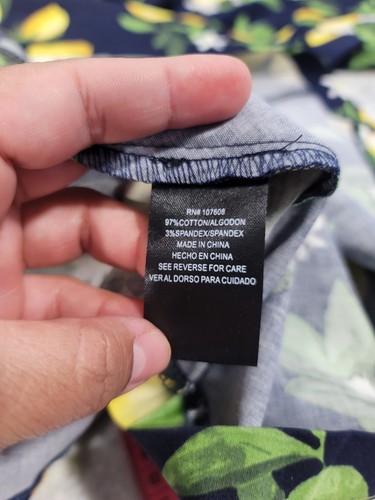 RN# 107606
97%COTTON/ALGODON
3%SPANDEX/SPANDEX
MADE IN CHINA
HECHO EN CHINA
SEE REVERSE FOR CARE
VER AL DORSO PARA CUIDADO